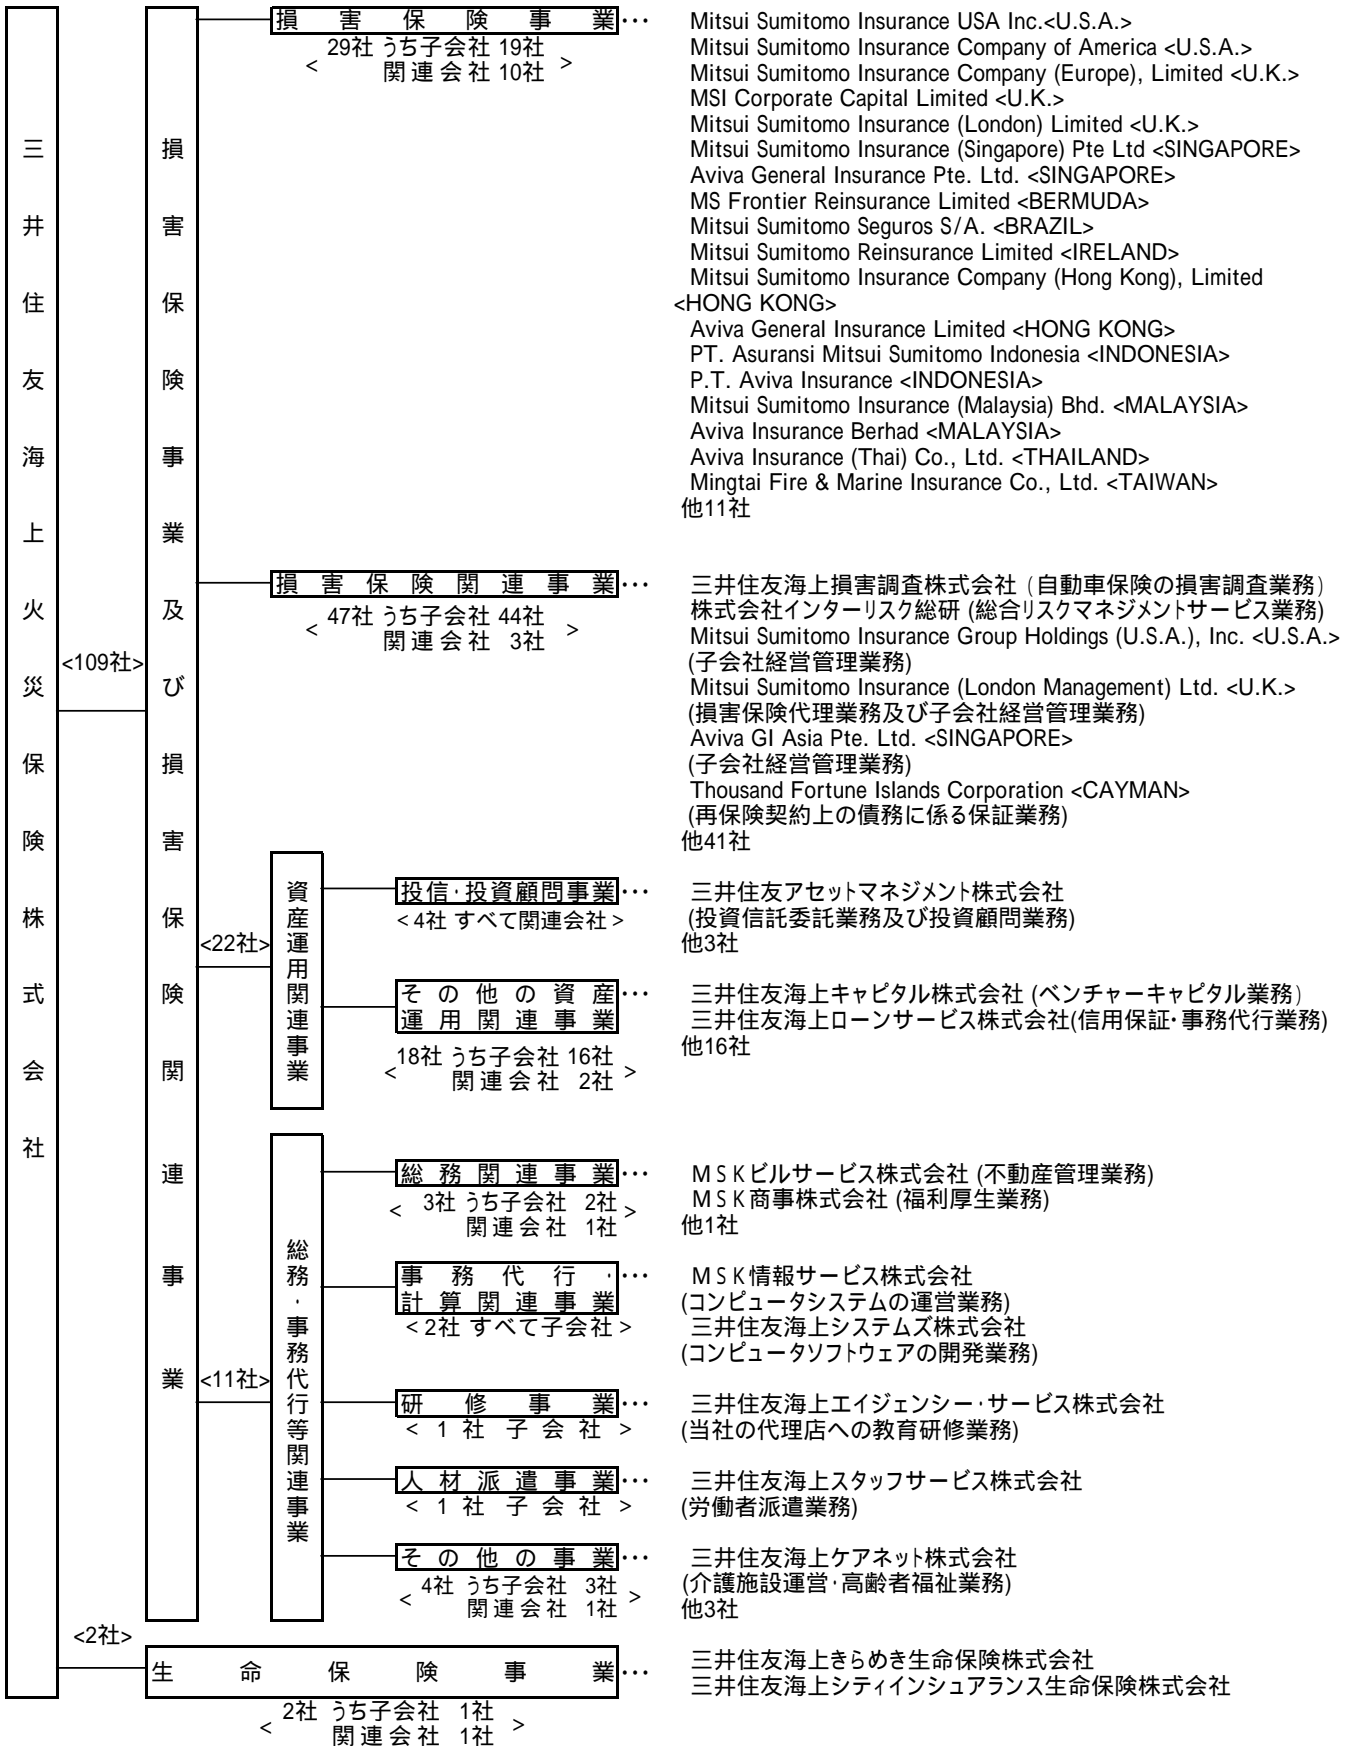 三井住友海上火災保険株式会社
<109社>
損害保険事業及び損害保険関連事業
損害保険事業…
29社 うち子会社 19社
< 関連会社 10社 >
Mitsui Sumitomo Insurance USA Inc.<U.S.A.>
Mitsui Sumitomo Insurance Company of America <U.S.A.>
Mitsui Sumitomo Insurance Company (Europe), Limited <U.K.>
MSI Corporate Capital Limited <U.K.>
Mitsui Sumitomo Insurance (London) Limited <U.K.>
Mitsui Sumitomo Insurance (Singapore) Pte Ltd <SINGAPORE>
Aviva General Insurance Pte. Ltd. <SINGAPORE>
MS Frontier Reinsurance Limited <BERMUDA>
Mitsui Sumitomo Seguros S/A. <BRAZIL>
Mitsui Sumitomo Reinsurance Limited <IRELAND>
Mitsui Sumitomo Insurance Company (Hong Kong), Limited
<HONG KONG>
Aviva General Insurance Limited <HONG KONG>
PT. Asuransi Mitsui Sumitomo Indonesia <INDONESIA>
P.T. Aviva Insurance <INDONESIA>
Mitsui Sumitomo Insurance (Malaysia) Bhd. <MALAYSIA>
Aviva Insurance Berhad <MALAYSIA>
Aviva Insurance (Thai) Co., Ltd. <THAILAND>
Mingtai Fire & Marine Insurance Co., Ltd. <TAIWAN>
他11社
損害保険関連事業…
47社 うち子会社 44社
< 関連会社 3社 >
三井住友海上損害調査株式会社 (自動車保険の損害調査業務)
株式会社インターリスク総研 (総合リスクマネジメントサービス業務)
Mitsui Sumitomo Insurance Group Holdings (U.S.A.), Inc. <U.S.A.>
(子会社経営管理業務)
Mitsui Sumitomo Insurance (London Management) Ltd. <U.K.>
(損害保険代理業務及び子会社経営管理業務)
Aviva GI Asia Pte. Ltd. <SINGAPORE>
(子会社経営管理業務)
Thousand Fortune Islands Corporation <CAYMAN>
(再保険契約上の債務に係る保証業務)
他41社
<22社>
資産運用関連事業
投信・投資顧問事業…
<4社 すべて関連会社>
三井住友アセットマネジメント株式会社
(投資信託委託業務及び投資顧問業務)
他3社
その他の資産…
運用関連事業
18社 うち子会社 16社
< 関連会社 2社 >
三井住友海上キャピタル株式会社 (ベンチャーキャピタル業務)
三井住友海上ローンサービス株式会社(信用保証・事務代行業務)
他16社
<11社>
総務・事務代行等関連事業
総務関連事業…
3社 うち子会社 2社
< 関連会社 1社 >
MSKビルサービス株式会社 (不動産管理業務)
MSK商事株式会社 (福利厚生業務)
他1社
事務代行・…
計算関連事業
<2社 すべて子会社>
MSK情報サービス株式会社
(コンピュータシステムの運営業務)
三井住友海上システムズ株式会社
(コンピュータソフトウェアの開発業務)
研修事業…
<1社 子会社>
三井住友海上エイジェンシー・サービス株式会社
(当社の代理店への教育研修業務)
人材派遣事業…
<1社 子会社>
三井住友海上スタッフサービス株式会社
(労働者派遣業務)
その他の事業…
4社 うち子会社 3社
< 関連会社 1社 >
三井住友海上ケアネット株式会社
(介護施設運営・高齢者福祉業務)
他3社
<2社>
生命保険事業…
2社 うち子会社 1社
< 関連会社 1社 >
三井住友海上きらめき生命保険株式会社
三井住友海上シティインシュアランス生命保険株式会社